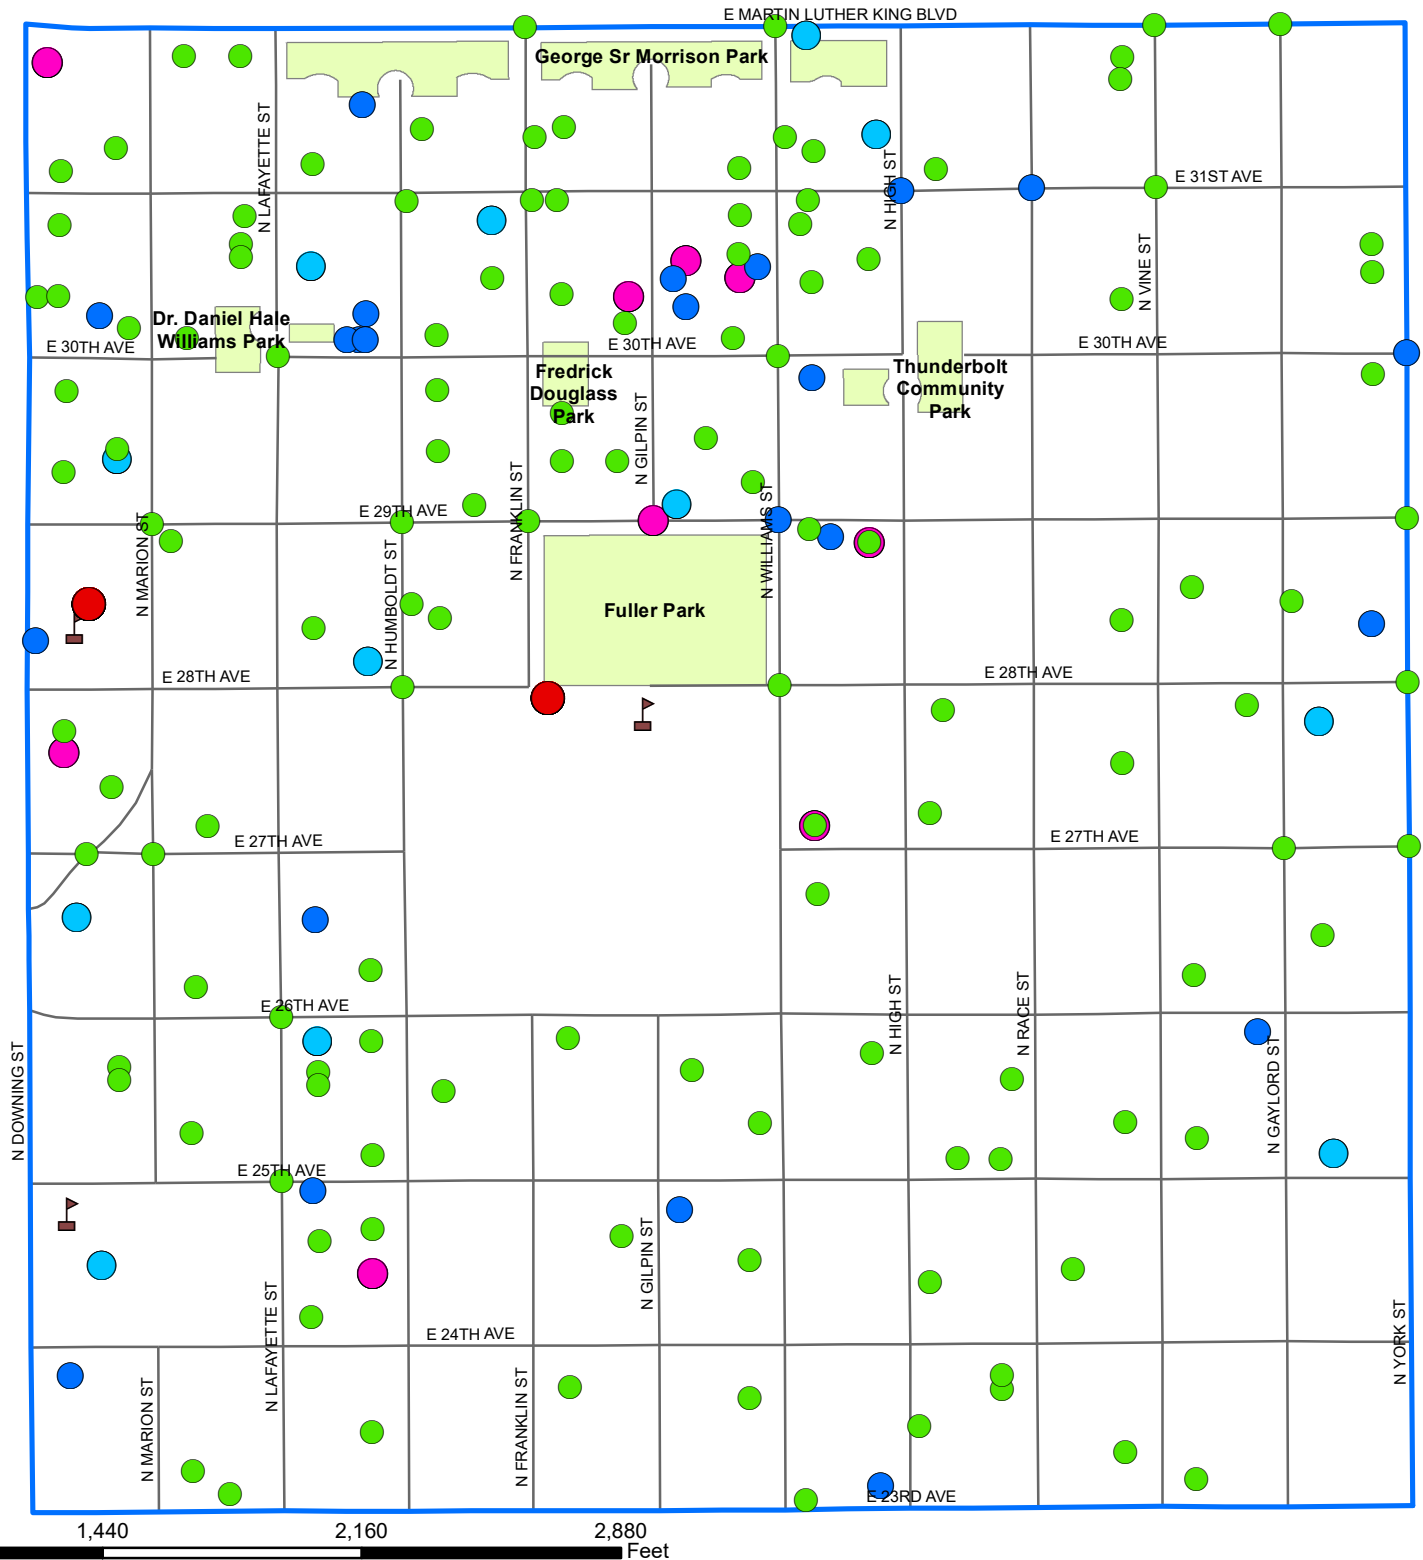 E MARTIN LUTHER KING BLVD
George Sr Morrison Park
N LAFAYETTE ST
N HIGH ST
E 31ST AVE
N VINE ST
Dr. Daniel Hale
Williams Park
E 30TH AVE
E 30TH AVE
E 30TH AVE
Fredrick
Douglass
Park
Thunderbolt
Community
Park
N GILPIN ST
N FRANKLIN ST
N WILLIAMS ST
E 29TH AVE
N MARION ST
N HUMBOLDT ST
Fuller Park
E 28TH AVE
E 28TH AVE
E 27TH AVE
E 27TH AVE
E 26TH AVE
N HIGH ST
N RACE ST
N DOWNING ST
N GAYLORD ST
E 25TH AVE
N GILPIN ST
N LAFAYETTE ST
E 24TH AVE
N YORK ST
N MARION ST
N FRANKLIN ST
E 23RD AVE
1,440
2,160
2,880
Feet